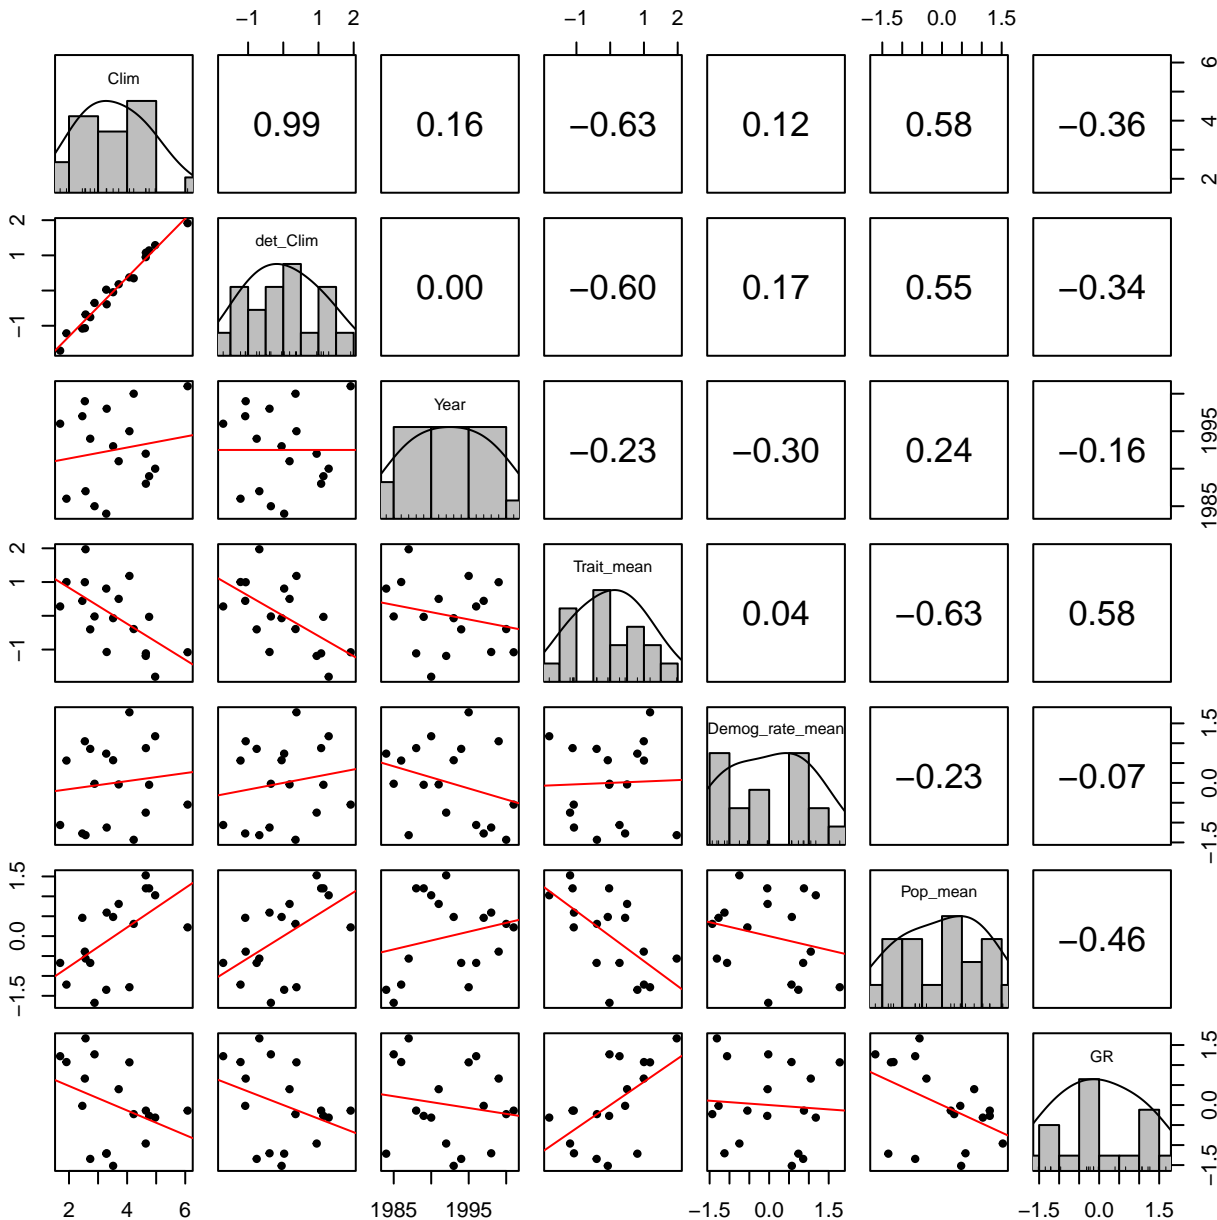 −1 1 2 −1 1 2 −1.5 0.0 1.5
Clim 0.99 0.16 −0.63 0.12 0.58 −0.36 2 4 6
−1 1 2 det_Clim 0.00 −0.60 0.17 0.55 −0.34
Year −0.23 −0.30 0.24 −0.16 1985 1995
−1 1 2 Trait_mean 0.04 −0.63 0.58
Demog_rate_mean −0.23 −0.07 −1.5 0.0 1.5
−1.5 0.0 1.5 Pop_mean −0.46
GR −1.5 0.0 1.5
2 4 6 1985 1995 −1.5 0.0 1.5 −1.5 0.0 1.5